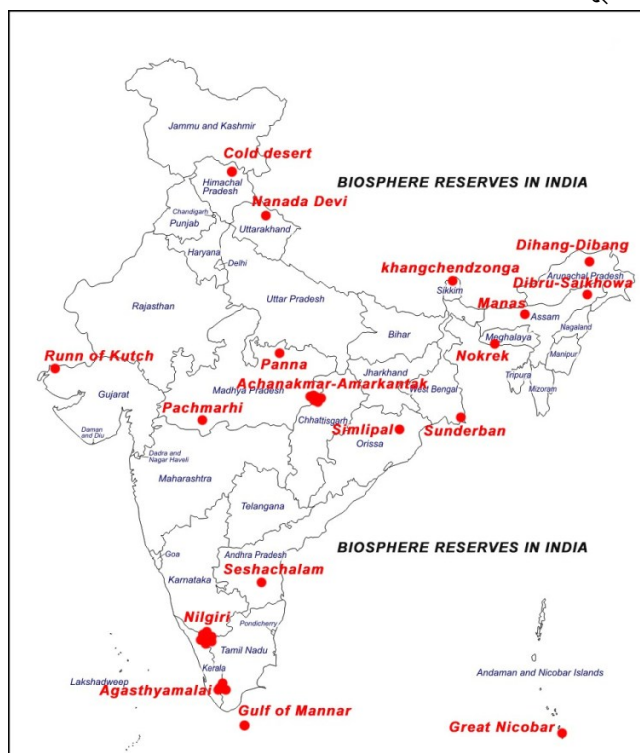 Jammu and Kashmir
Cold desert
Himachal
Pradesh
BIOSPHERE RESERVES IN INDIA
Nanada Devi
Chandigarh
Punjab
Uttarakhand
Haryana
Delhi
Dihang-Dibang
khangchendzonga
Arunachal Pradesh
Sikkim
Dibru-Saikhowa
Manas
Assam
Rajasthan
Uttar Pradesh
Nagaland
Bihar
Meghalaya
Runn of Kutch
Panna
Nokrek
Manipur
Jharkhand
Tripura
Gujarat
Madhya Pradesh
Achanakmar-Amarkantak
West Bengal
Mizoram
Pachmarhi
Chhattisgarh
Simlipal
Sunderban
Daman
and Diu
Orissa
Dadra and
Nagar Haveli
Maharashtra
Telangana
Goa
Andhra Pradesh
BIOSPHERE RESERVES IN INDIA
Seshachalam
Karnataka
Nilgiri
Pondicherry
Tamil Nadu
Kerala
Lakshadweep
Agasthyamalai
Andaman and Nicobar Islands
Gulf of Mannar
Great Nicobar